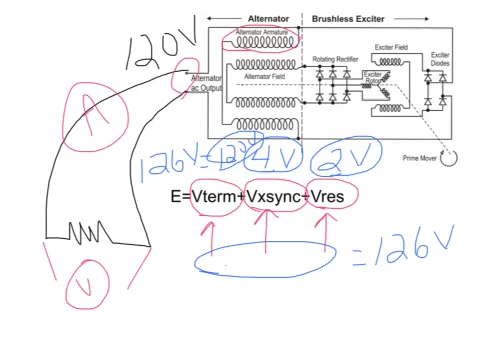 Alternator
Brushless Exciter
120V
Alternator Armature
Rotating Rectifier
Exciter Field
Exciter
Diodes
Alternator
ac Output
Alternator Field
Exciter
Rotor
A
126V=120V 4V 2V
Prime Mover
E=Vterm+Vxsync+Vres
=126V
V